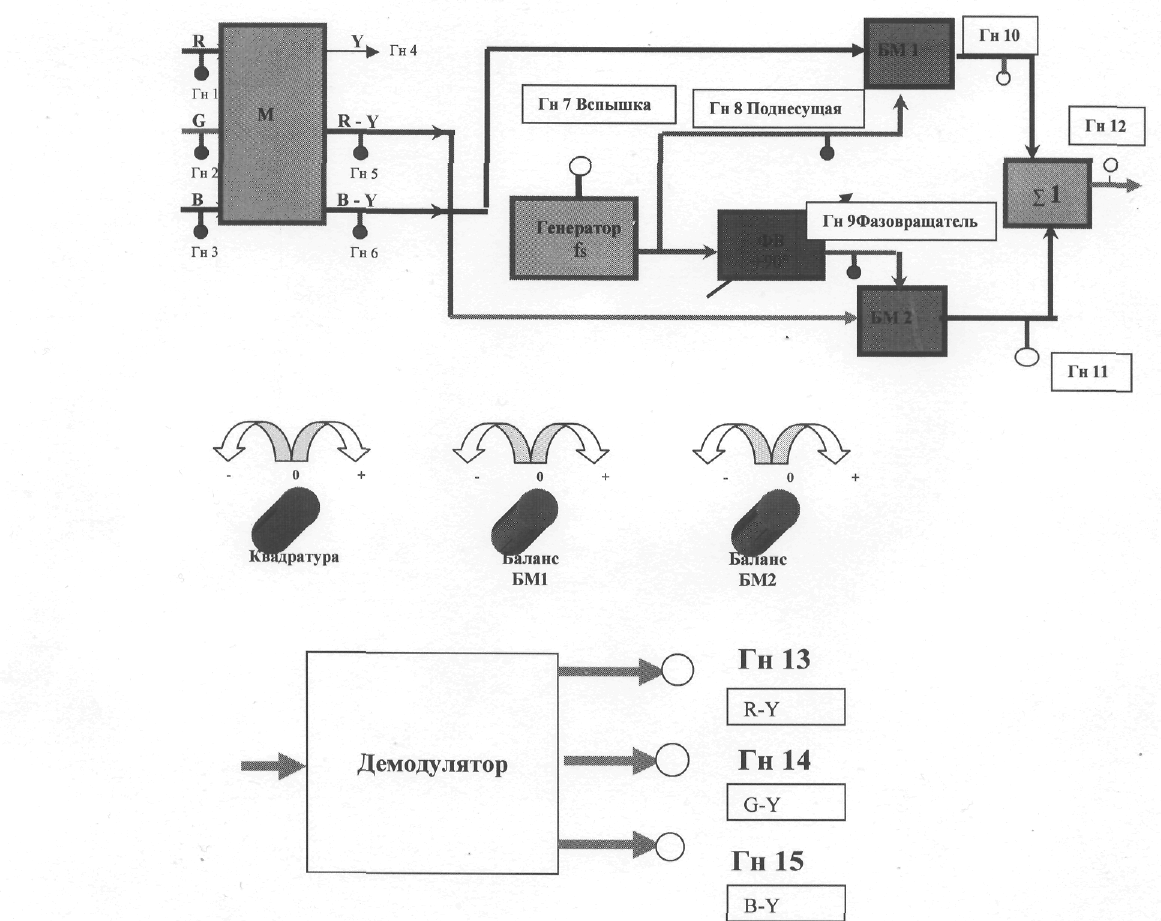 R
Гн 1
G
Гн 2
B
Гн 3
М
Y
Гн 4
R - Y
Гн 5
B - Y
Гн 6
Гн 7 Вспышка
Генератор
fs
Гн 8 Поднесущая
ФВ
+90°
Гн 9Фазовращатель
БМ 1
Гн 10
БМ 2
Гн 11
∑ 1
Гн 12
- 0 +
Квадратура
- 0 +
Баланс
БМ1
- 0 +
Баланс
БМ2
Демодулятор
Гн 13
R-Y
Гн 14
G-Y
Гн 15
B-Y